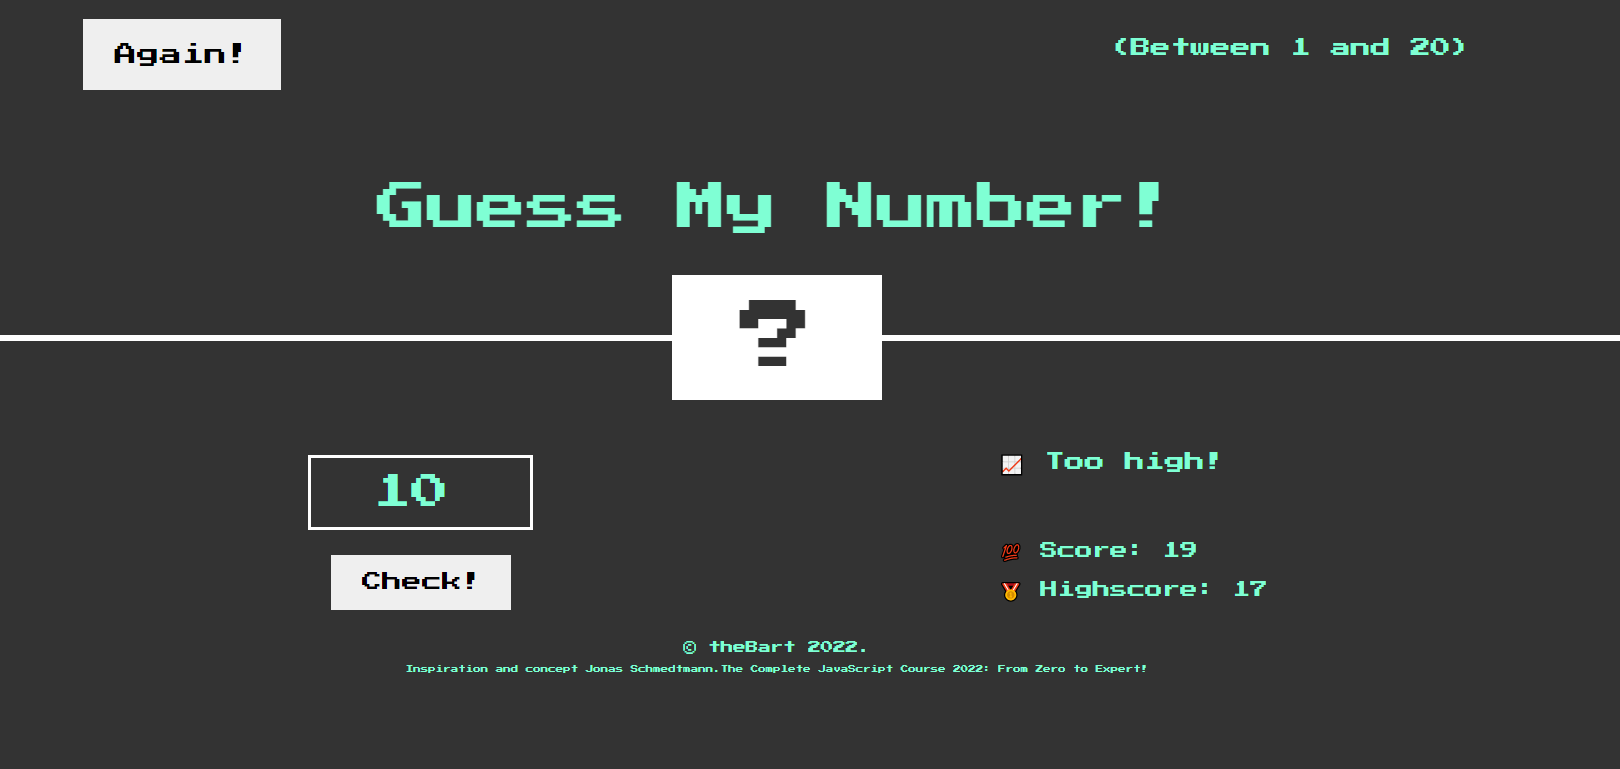 Again!
(Between 1 and 20)
Guess My Number!
?
10
Check!
📈 Too high!
💯 Score: 19
🥇 Highscore: 17
© theBart 2022.
Inspiration and concept Jonas Schmedtmann.The Complete JavaScript Course 2022: From Zero to Expert!